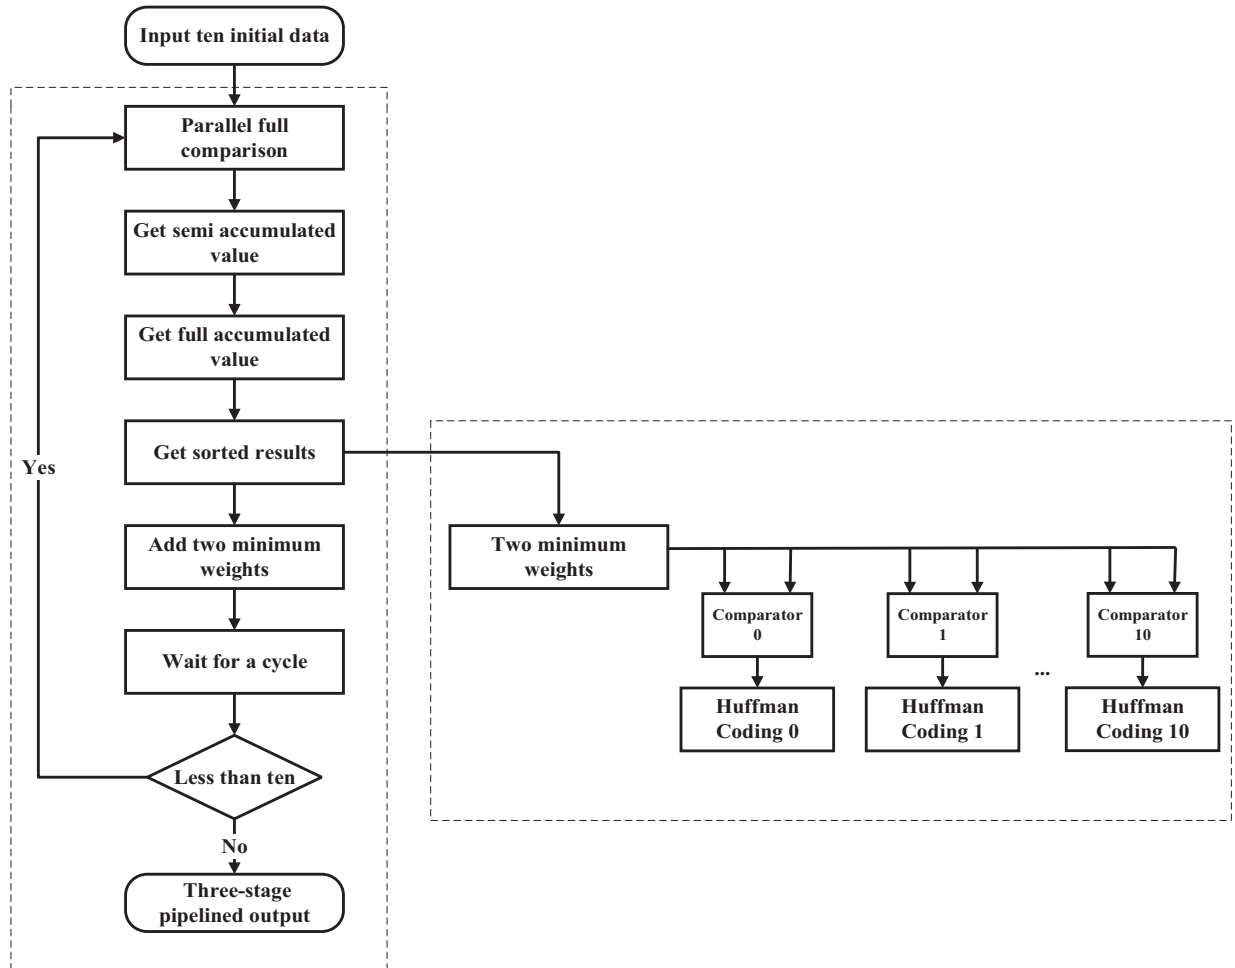 Input ten initial data
Parallel full
comparison
Get semi accumulated
value
Get full accumulated
value
Get sorted results
Yes
Add two minimum
weights
Wait for a cycle
Less than ten
No
Three-stage
pipelined output
Two minimum
weights
Comparator
0
Comparator
1
Comparator
10
...
Huffman
Coding 0
Huffman
Coding 1
Huffman
Coding 10